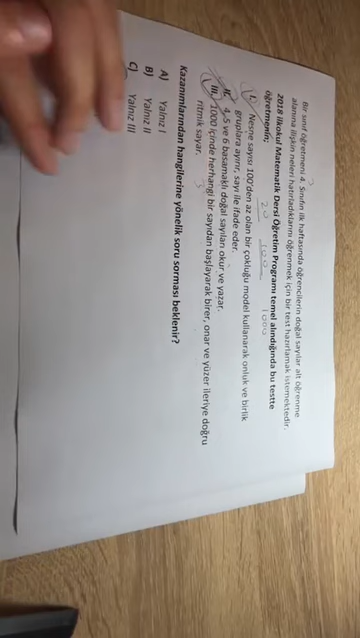 Bir sınıf öğretmeni 4. Sınıfın ilk haftasında öğrencilerin doğal sayılar alt öğrenme
alanına ilişkin neleri hatırladıklarını öğrenmek için bir test hazırlamak istemektedir.
2018 İlkokul Matematik Dersi Öğretim Programı temel alındığında bu testte
öğretmenin;
20 100 1000
I. Nesne sayısı 100'den az olan bir çokluğu model kullanarak onluk ve birlik
gruplara ayırır, sayı ile ifade eder.
II. 4, 5 ve 6 basamaklı doğal sayıları okur ve yazar.
III. 1000 içinde herhangi bir sayıdan başlayarak birer, onar ve yüzer ileriye doğru
ritmik sayar.
Kazanımlarından hangilerine yönelik soru sorması beklenir?
A) Yalnız I
B) Yalnız II
C) Yalnız III